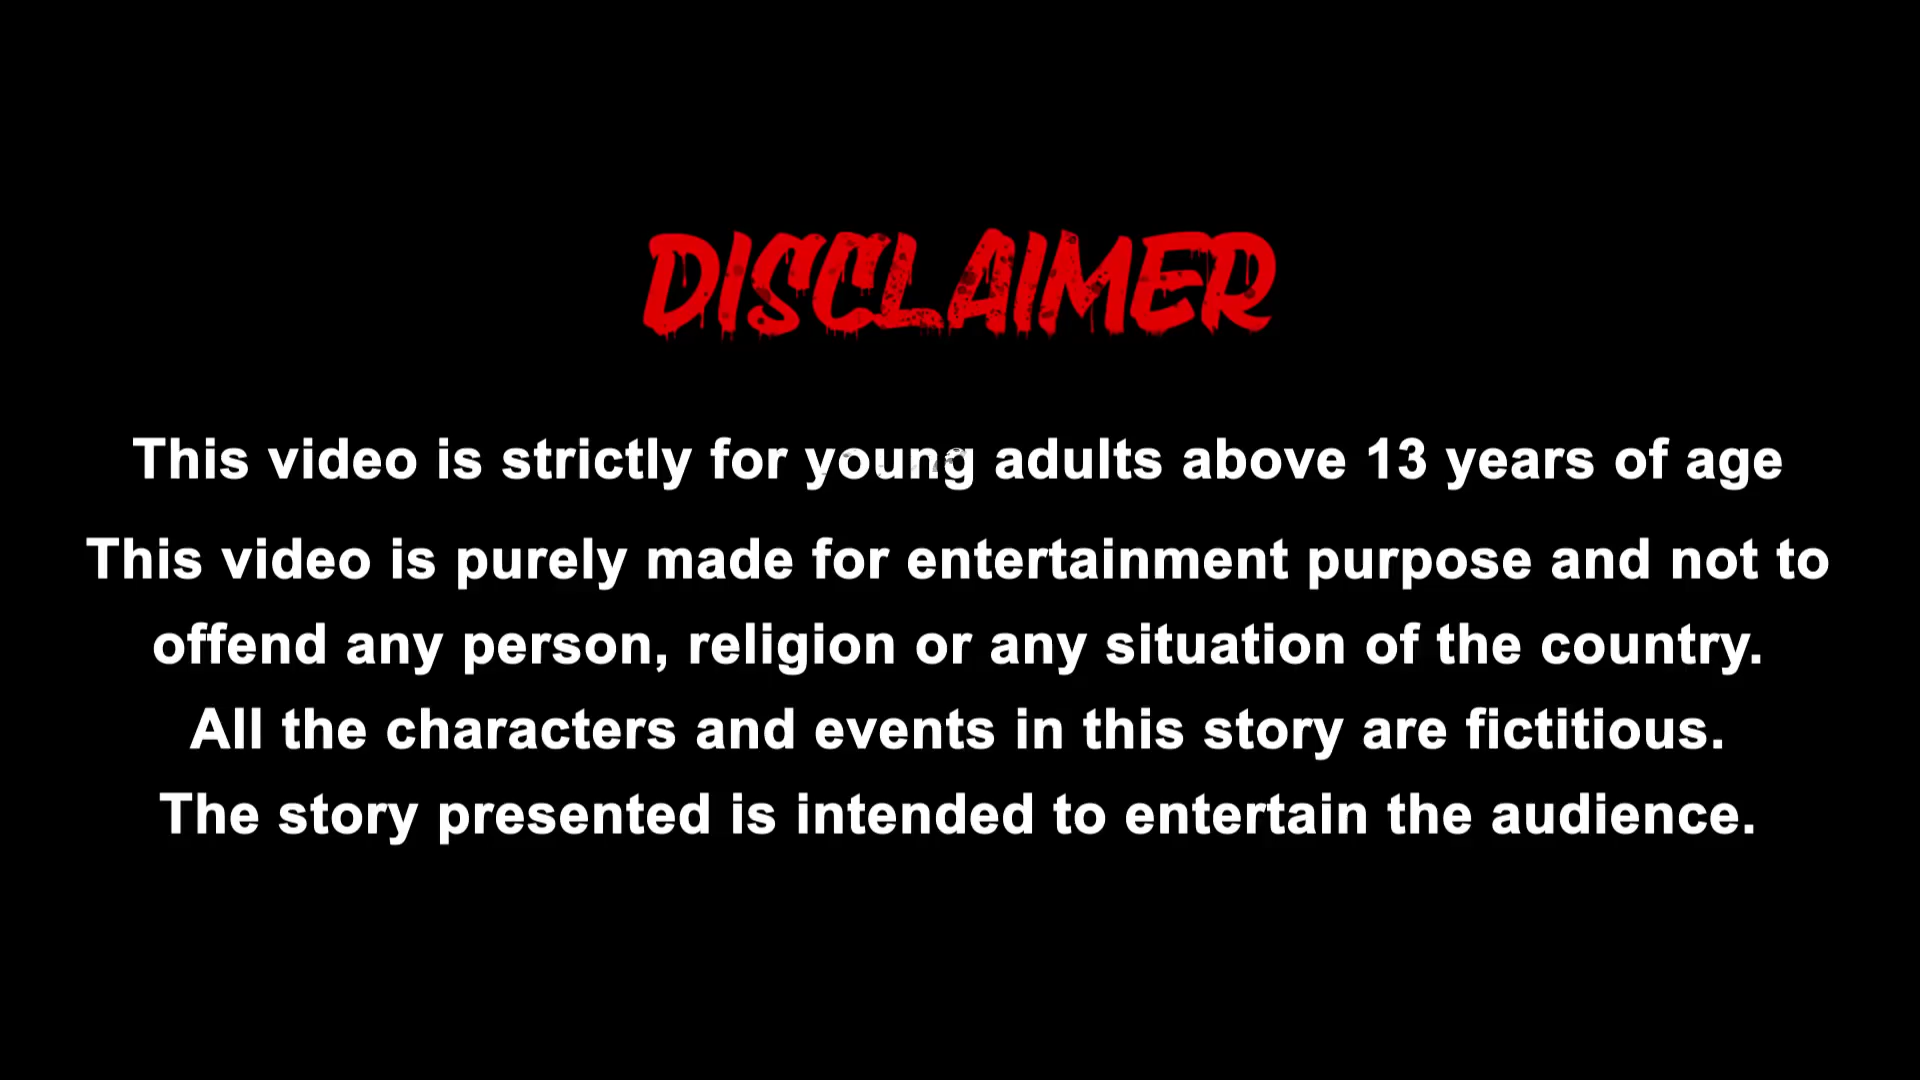 DISCLAIMER
This video is strictly for young adults above 13 years of age
This video is purely made for entertainment purpose and not to
offend any person, religion or any situation of the country.
All the characters and events in this story are fictitious.
The story presented is intended to entertain the audience.